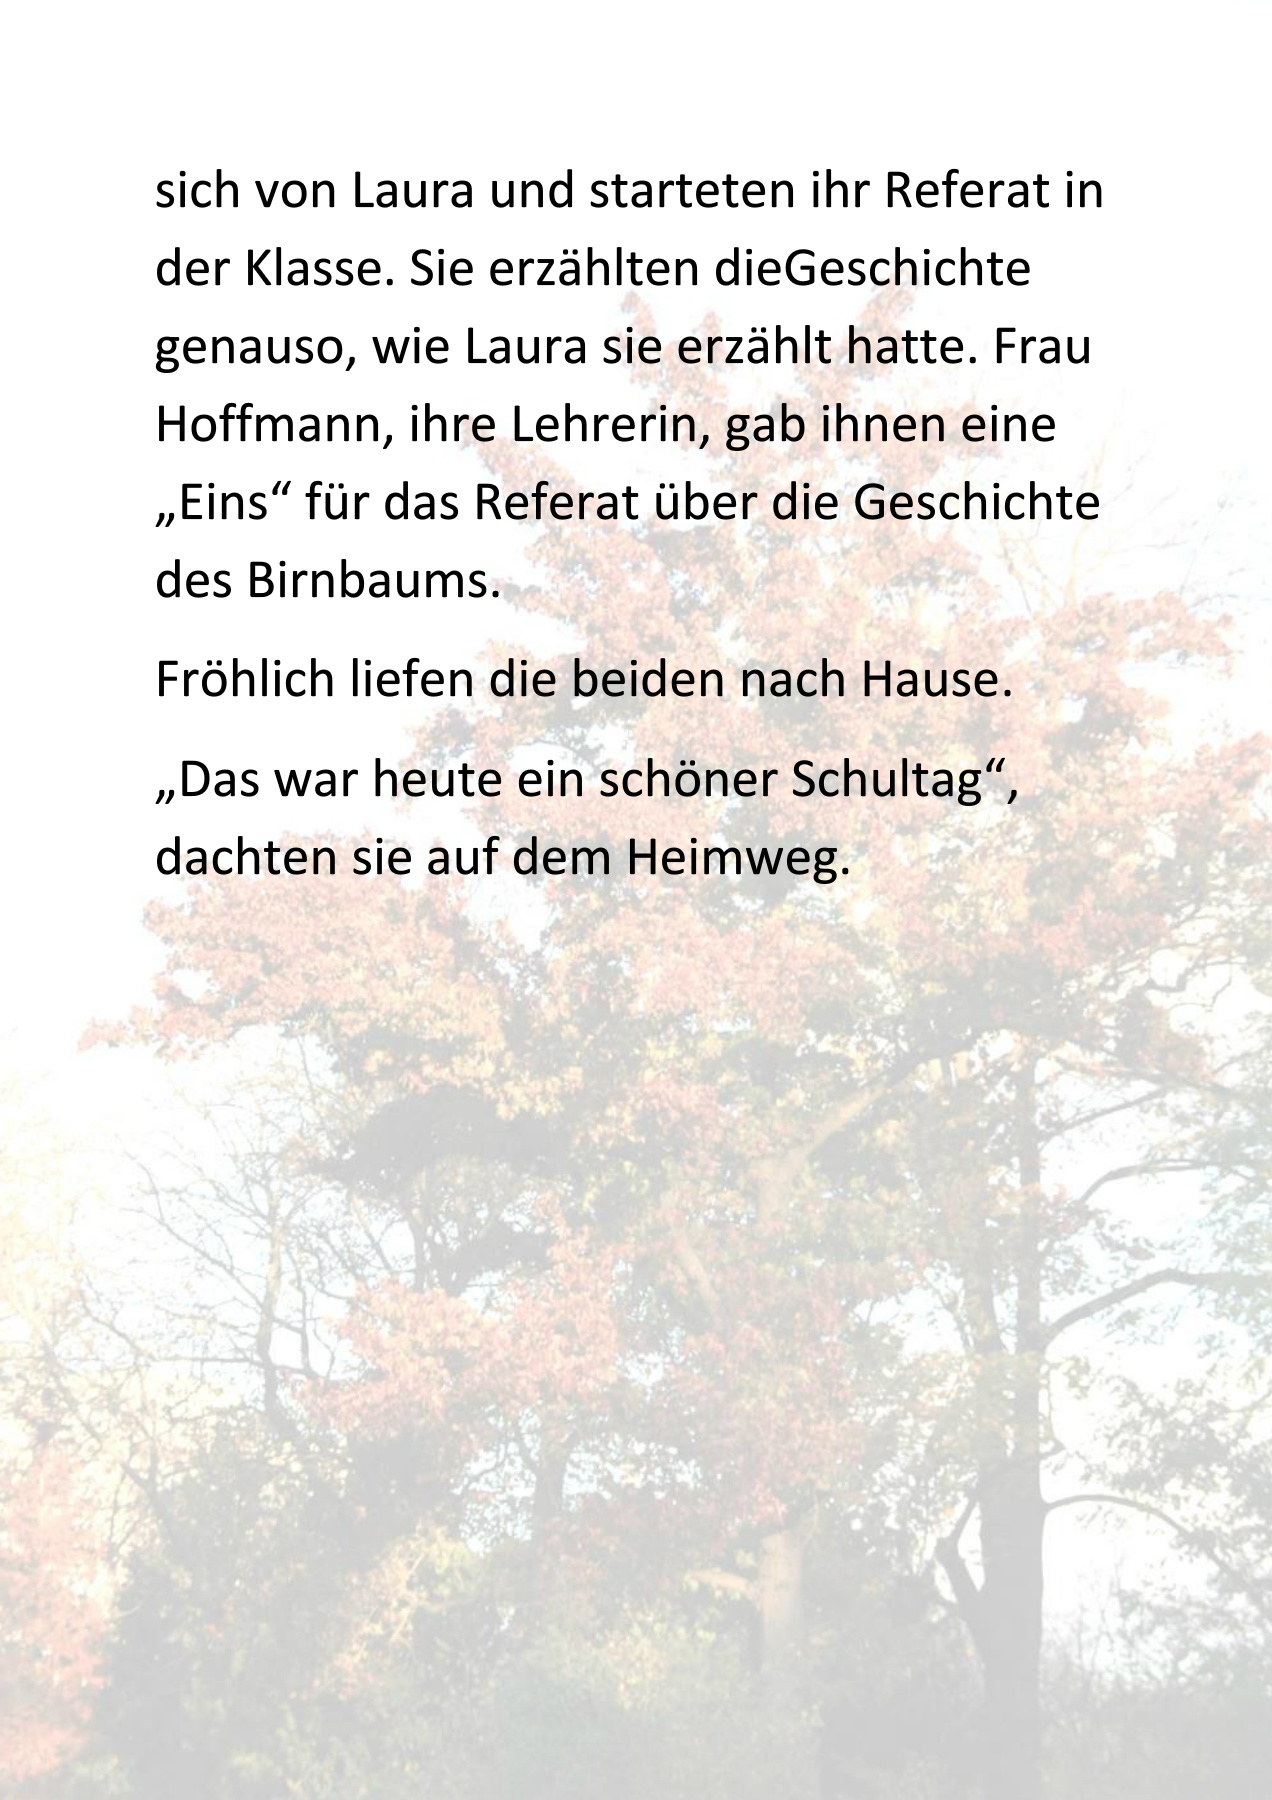 sich von Laura und starteten ihr Referat in
der Klasse. Sie erzählten dieGeschichte
genauso, wie Laura sie erzählt hatte. Frau
Hoffmann, ihre Lehrerin, gab ihnen eine
„Eins“ für das Referat über die Geschichte
des Birnbaums.
Fröhlich liefen die beiden nach Hause.
„Das war heute ein schöner Schultag“,
dachten sie auf dem Heimweg.